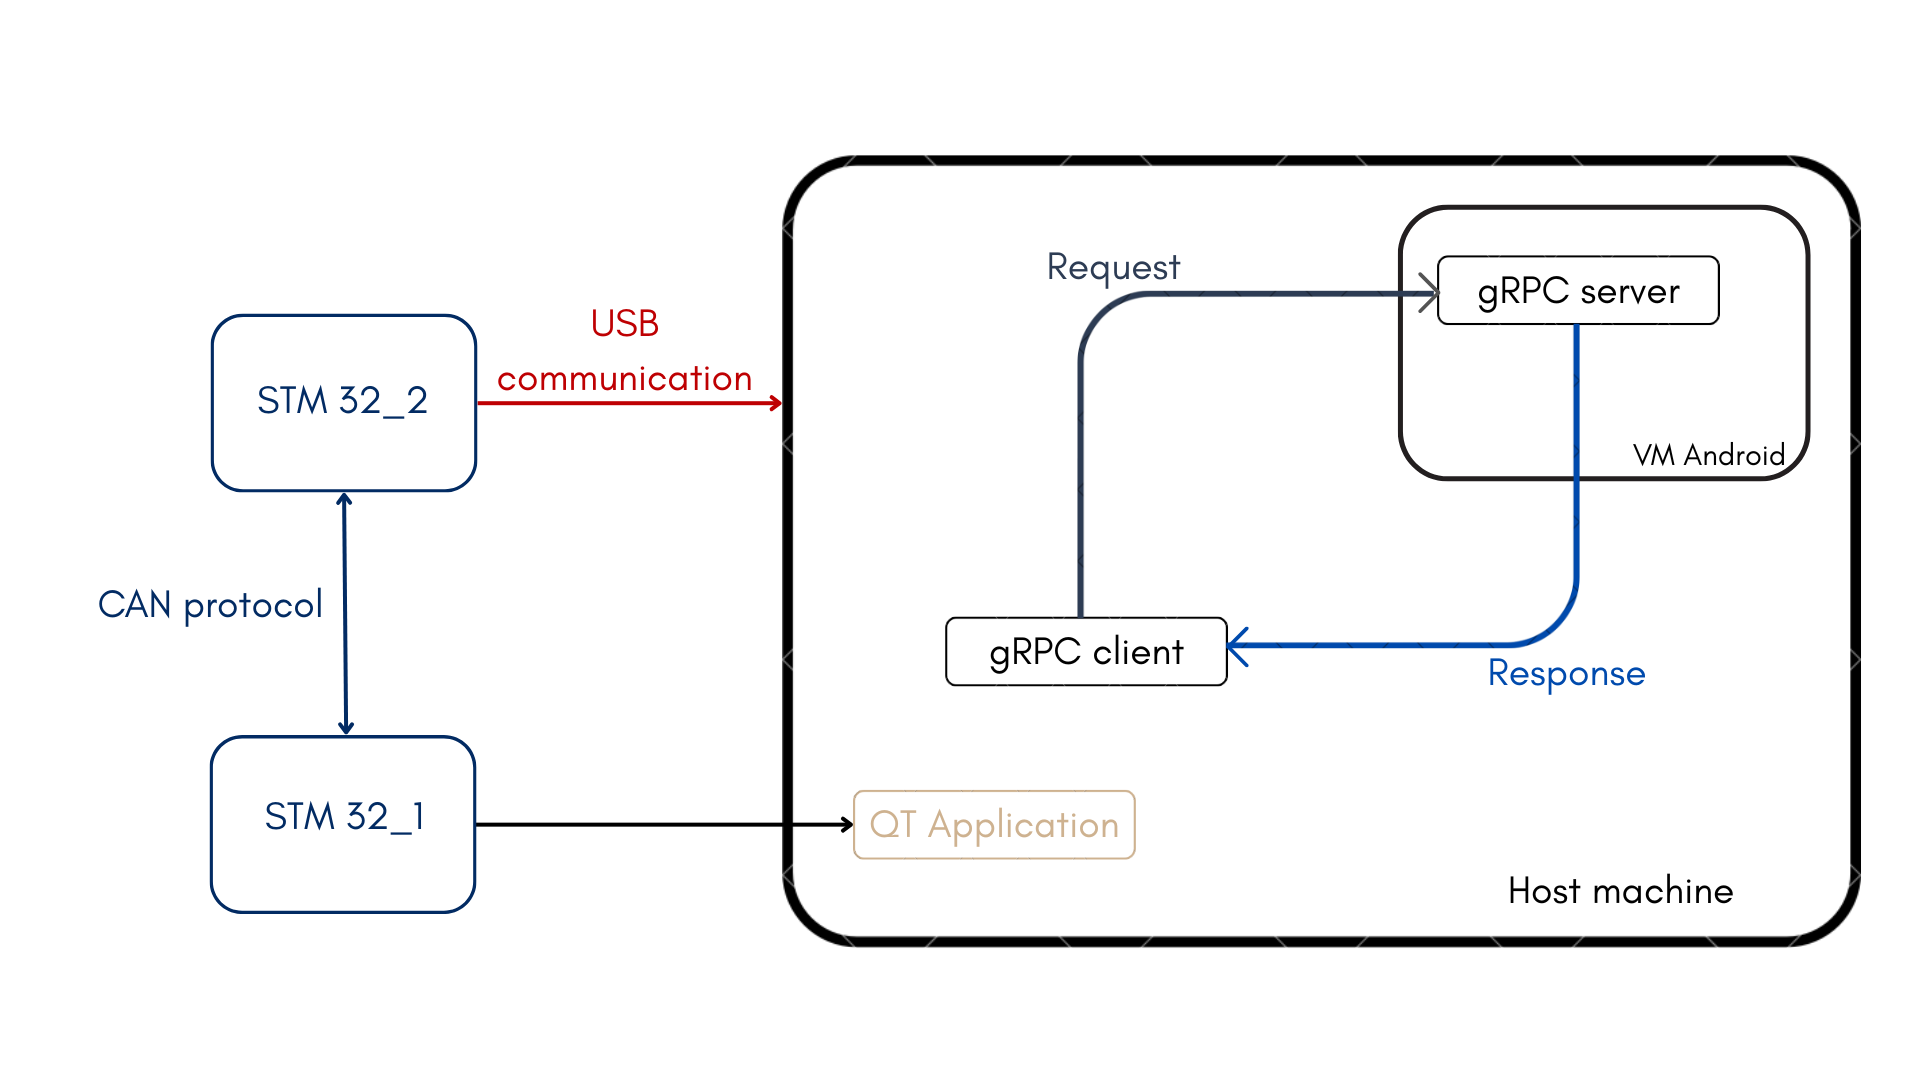 Request
gRPC server
USB
communication
STM 32_2
VM Android
CAN protocol
gRPC client
Response
STM 32_1
QT Application
Host machine